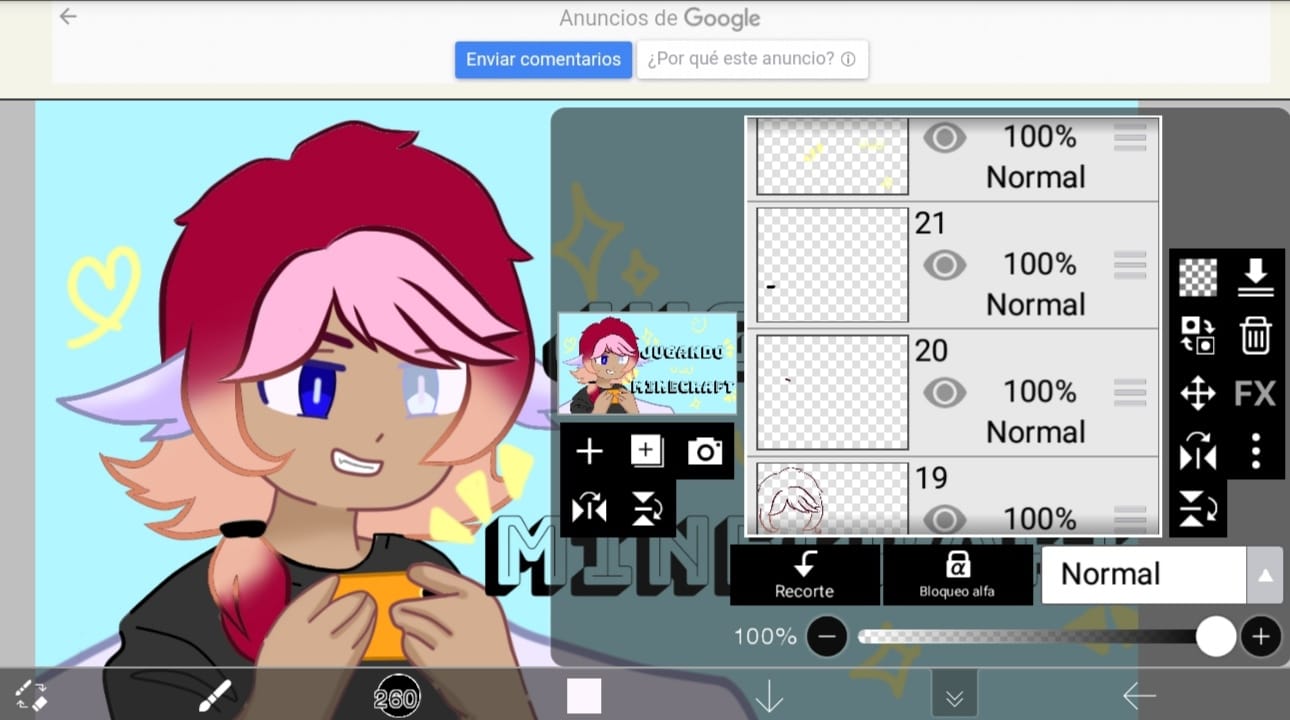 Anuncios de Google
Enviar comentarios
¿Por qué este anuncio?
100%
Normal
21
100%
Normal
20
100%
Normal
19
100%
JUGANDO
MINECRAFT
Recorte
Bloqueo alfa
Normal
100%
260
FX